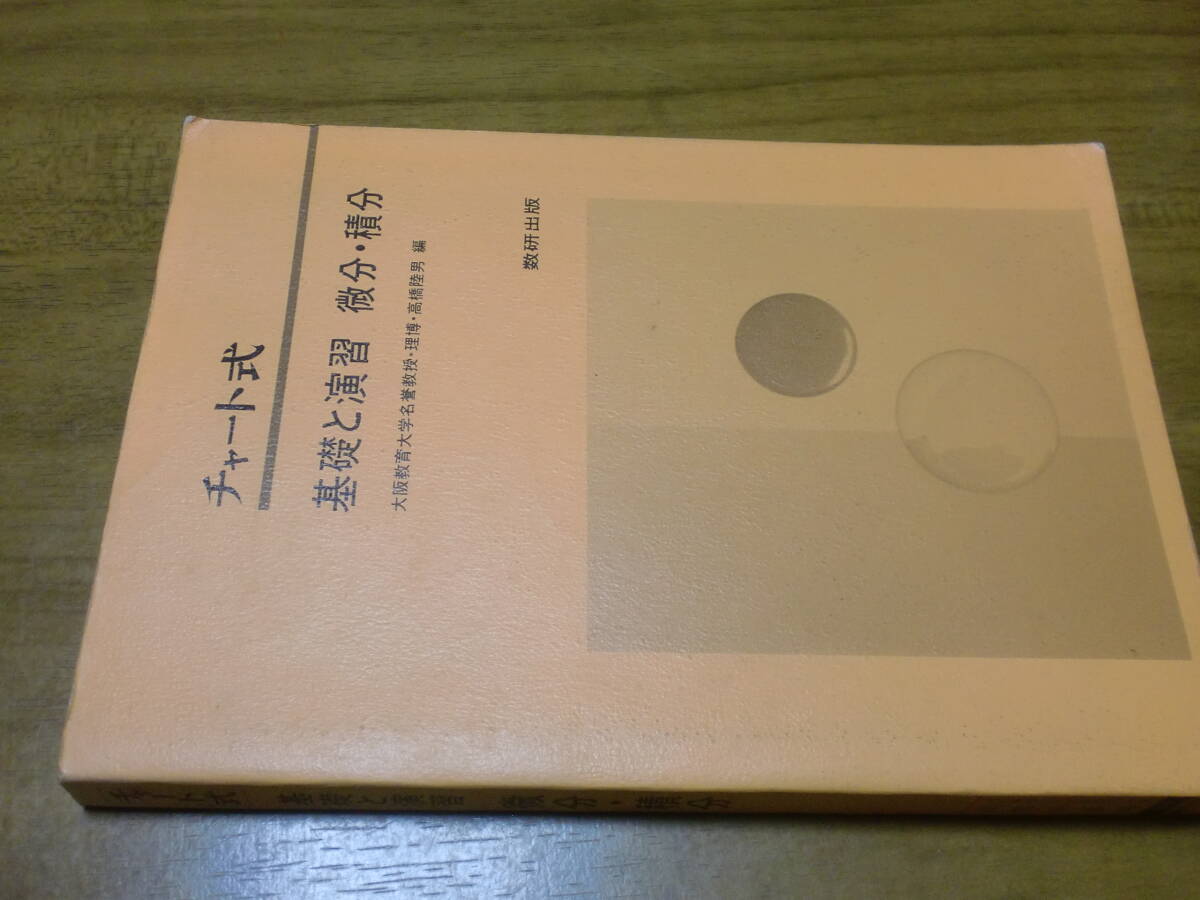 チャート式
基礎と演習 微分・積分
大阪教育大学名誉教授・理博・高橋陸男 編
数研出版
チャート式 基礎と演習 微分・積分